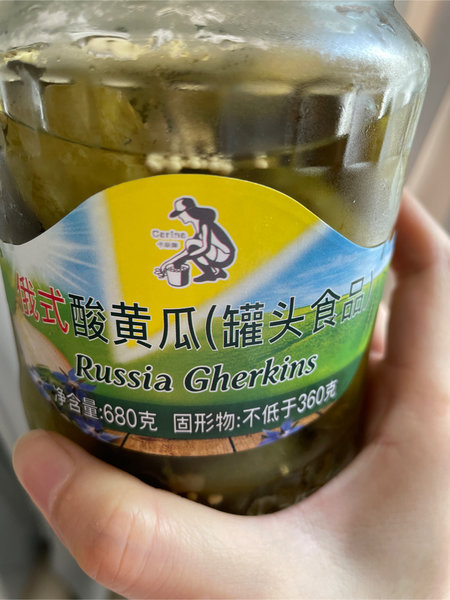 Cerine
俄式酸黄瓜(罐头食品)
Russia Gherkins
净含量:680克 固形物:不低于360克